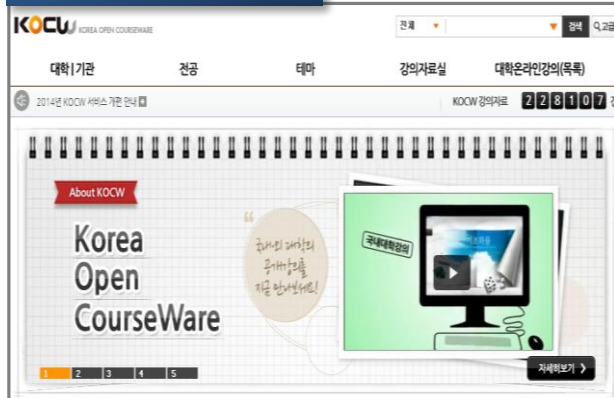 KOCW KOREA OPEN COURSEWARE
전체
검색
대학|기관
전공
테마
강의자료실
대학온라인강의(목록)
2014년 KOCW 서비스 개편 안내
KOCW 강의자료 228107
About KOCW
Korea
Open
CourseWare
국내·외 대학의
공개강의를
지금 만나보세요!
국내대학강의
자세히보기
1 2 3 4 5